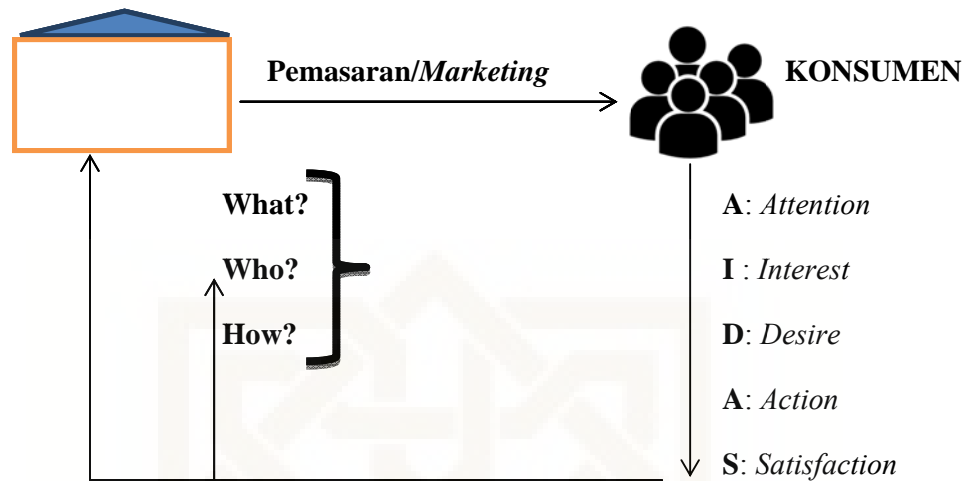 Pemasaran/Marketing
KONSUMEN
What?
Who?
How?
A: Attention
I : Interest
D: Desire
A: Action
S: Satisfaction